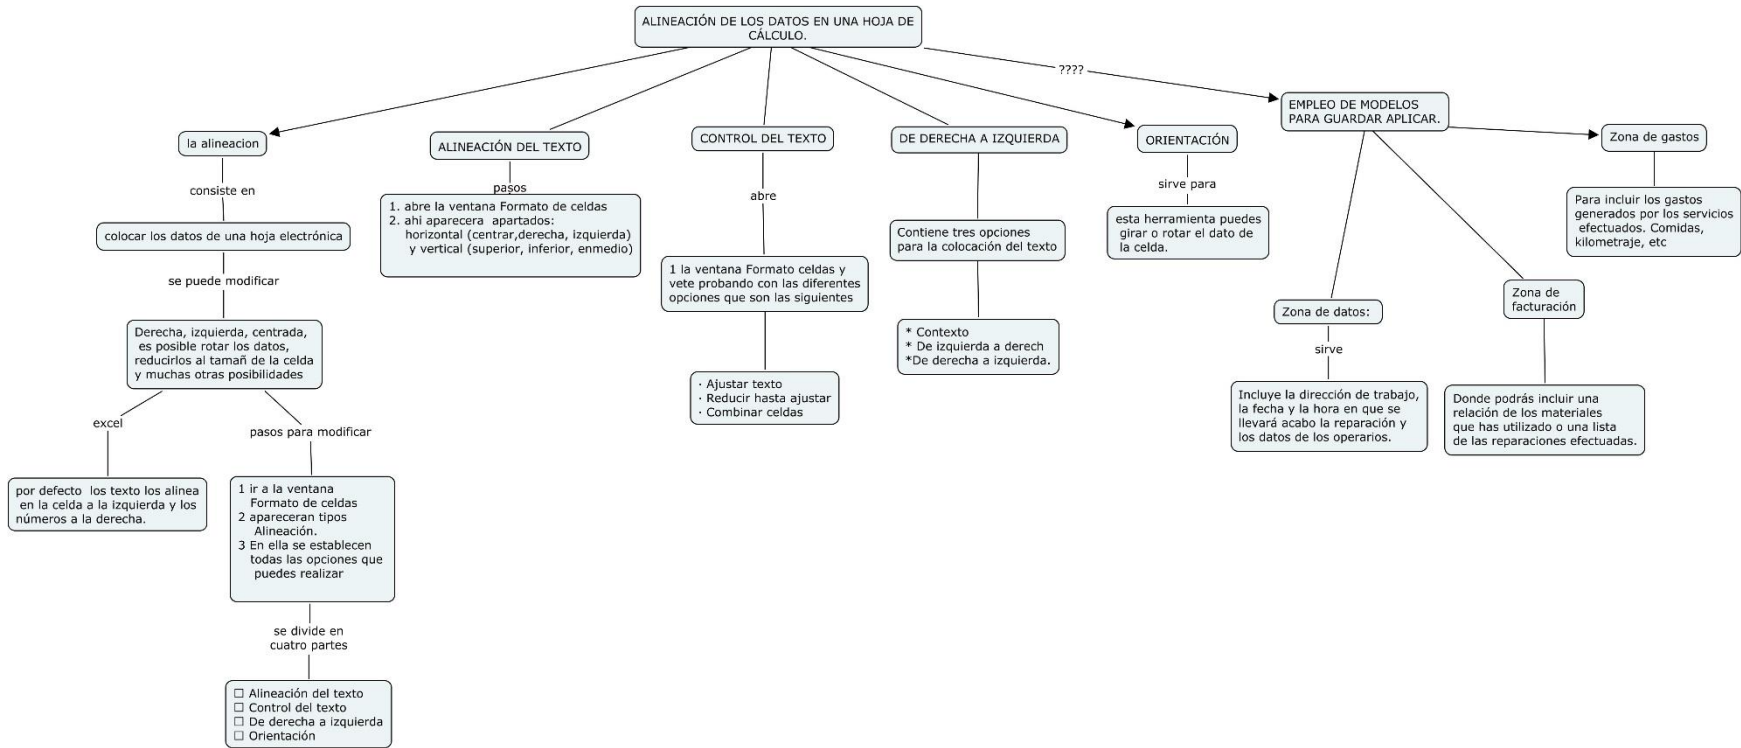 ALINEACIÓN DE LOS DATOS EN UNA HOJA DE
CÁLCULO.
????
la alineacion
consiste en
colocar los datos de una hoja electrónica
se puede modificar
Derecha, izquierda, centrada,
es posible rotar los datos,
reducirlos al tamañ de la celda
y muchas otras posibilidades
excel
por defecto los texto los alinea
en la celda a la izquierda y los
números a la derecha.
pasos para modificar
1 ir a la ventana
Formato de celdas
2 apareceran tipos
Alineación.
3 En ella se establecen
todas las opciones que
puedes realizar
se divide en
cuatro partes
☐ Alineación del texto
☐ Control del texto
☐ De derecha a izquierda
☐ Orientación
ALINEACIÓN DEL TEXTO
pasos
1. abre la ventana Formato de celdas
2. ahi aparecera apartados:
horizontal (centrar,derecha, izquierda)
y vertical (superior, inferior, enmedio)
CONTROL DEL TEXTO
abre
1 la ventana Formato celdas y
vete probando con las diferentes
opciones que son las siguientes
· Ajustar texto
· Reducir hasta ajustar
· Combinar celdas
DE DERECHA A IZQUIERDA
Contiene tres opciones
para la colocación del texto
* Contexto
* De izquierda a derech
*De derecha a izquierda.
ORIENTACIÓN
sirve para
esta herramienta puedes
girar o rotar el dato de
la celda.
EMPLEO DE MODELOS
PARA GUARDAR APLICAR.
Zona de datos:
sirve
Incluye la dirección de trabajo,
la fecha y la hora en que se
llevará acabo la reparación y
los datos de los operarios.
Zona de
facturación
Donde podrás incluir una
relación de los materiales
que has utilizado o una lista
de las reparaciones efectuadas.
Zona de gastos
Para incluir los gastos
generados por los servicios
efectuados. Comidas,
kilometraje, etc